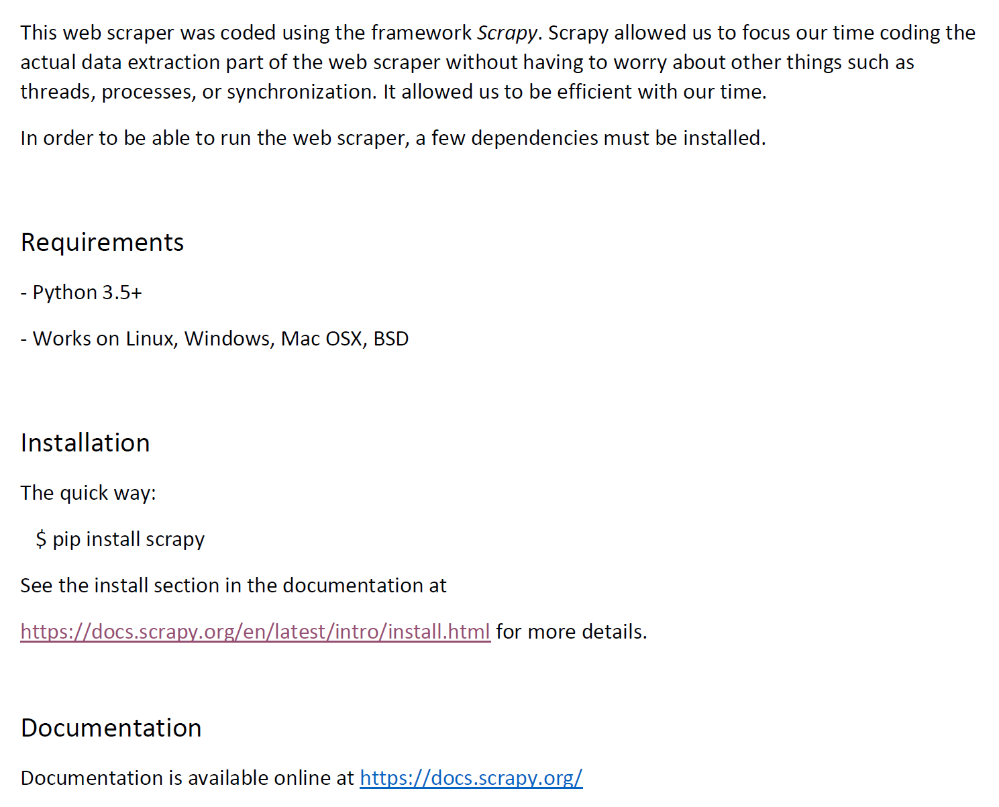 This web scraper was coded using the framework Scrapy. Scrapy allowed us to focus our time coding the
actual data extraction part of the web scraper without having to worry about other things such as
threads, processes, or synchronization. It allowed us to be efficient with our time.
In order to be able to run the web scraper, a few dependencies must be installed.
Requirements
- Python 3.5+
- Works on Linux, Windows, Mac OSX, BSD
Installation
The quick way:
$ pip install scrapy
See the install section in the documentation at
https://docs.scrapy.org/en/latest/intro/install.html for more details.
Documentation
Documentation is available online at https://docs.scrapy.org/